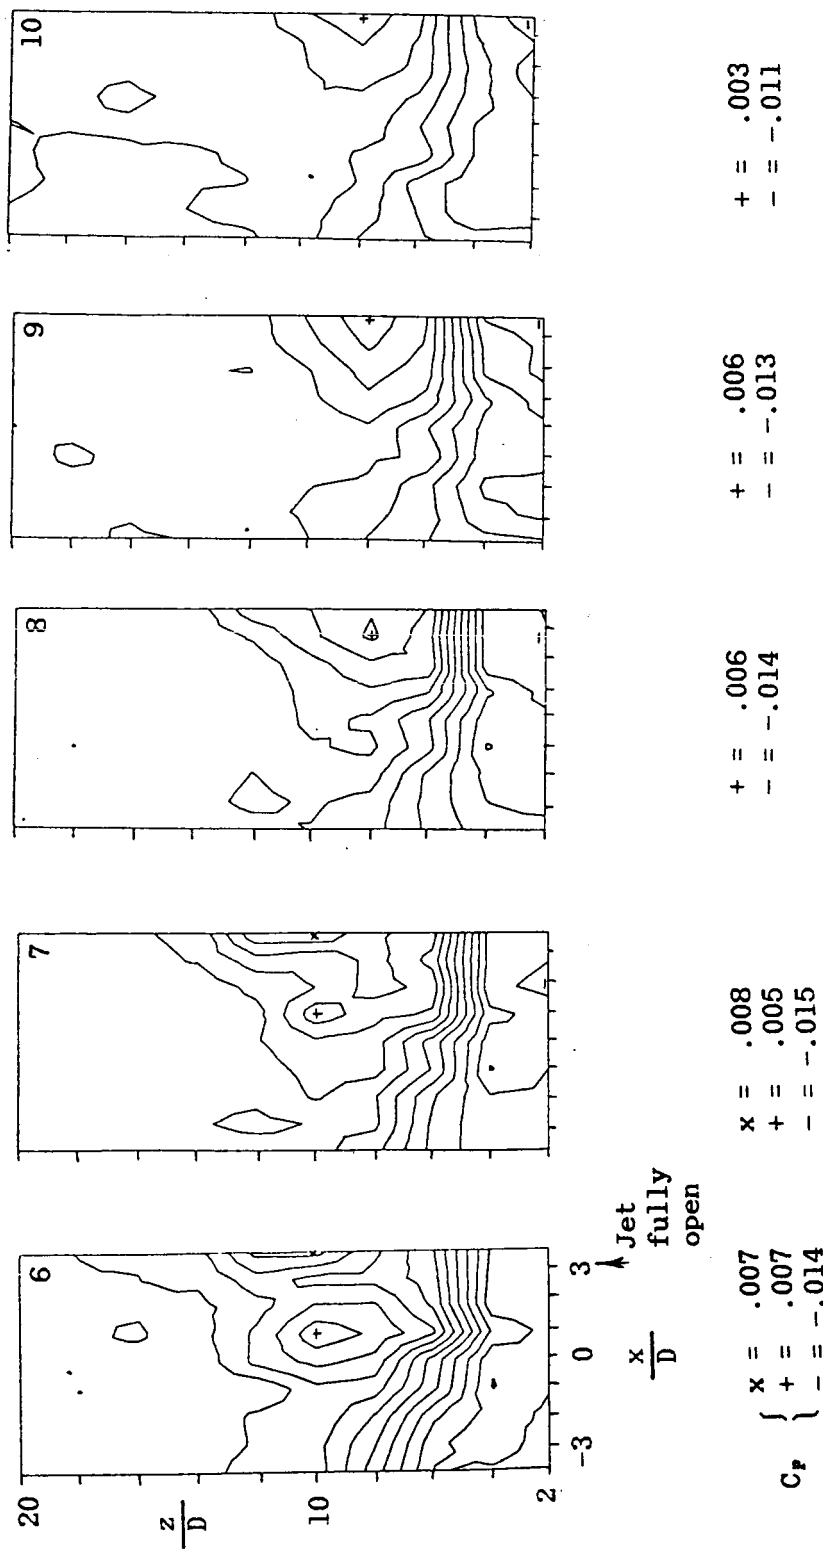 6
7
8
9
10
20
z/D
10
2
-3
0
3
x/D
Jet
fully
open
Cₚ { x = .007
+ = .007
- = -.014
x = .008
+ = .005
- = -.015
+ = .006
- = -.014
+ = .006
- = -.013
+ = .003
- = -.011